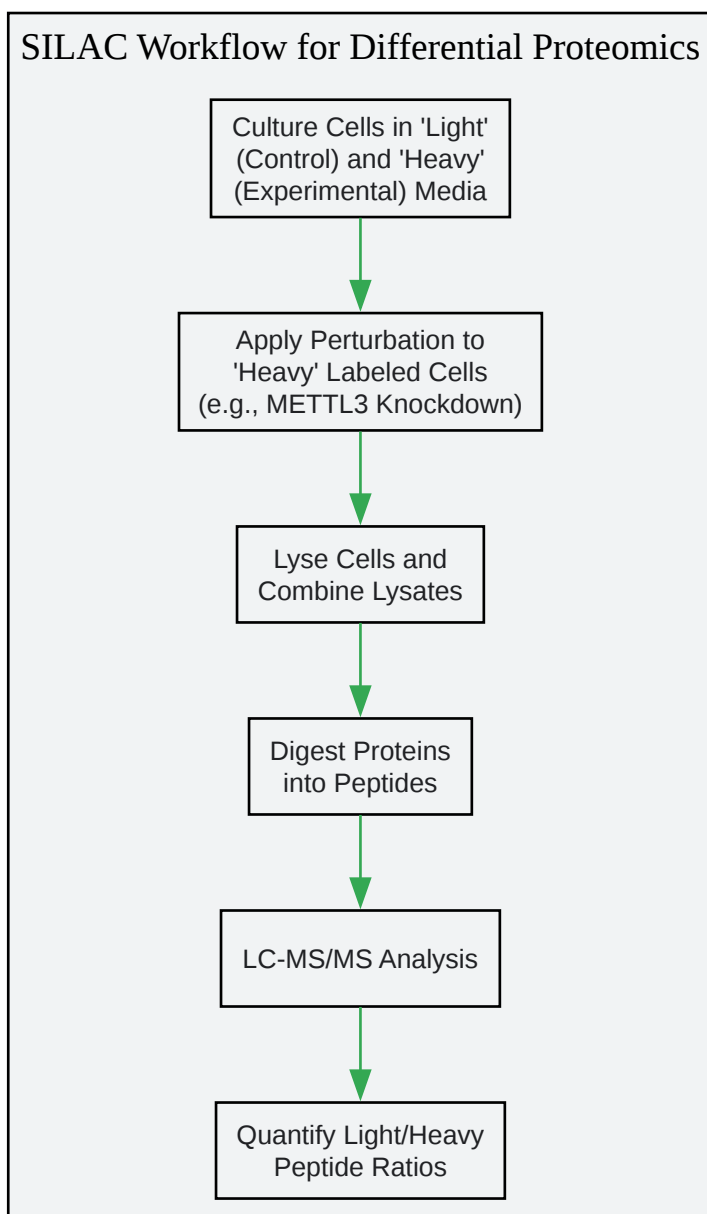 SILAC Workflow for Differential Proteomics
Culture Cells in 'Light'
(Control) and 'Heavy'
(Experimental) Media
Apply Perturbation to
'Heavy' Labeled Cells
(e.g., METTL3 Knockdown)
Lyse Cells and
Combine Lysates
Digest Proteins
into Peptides
LC-MS/MS Analysis
Quantify Light/Heavy
Peptide Ratios